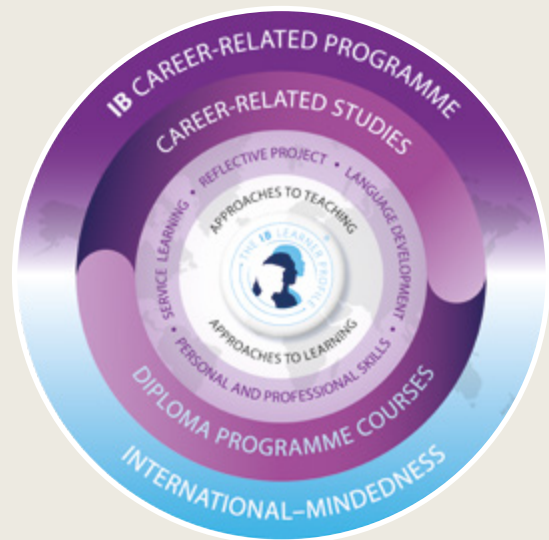 IB CAREER-RELATED PROGRAMME
CAREER-RELATED STUDIES
SERVICE LEARNING • REFLECTIVE PROJECT • LANGUAGE DEVELOPMENT • PERSONAL AND PROFESSIONAL SKILLS •
APPROACHES TO TEACHING
THE IB LEARNER PROFILE ®
APPROACHES TO LEARNING
DIPLOMA PROGRAMME COURSES
INTERNATIONAL–MINDEDNESS